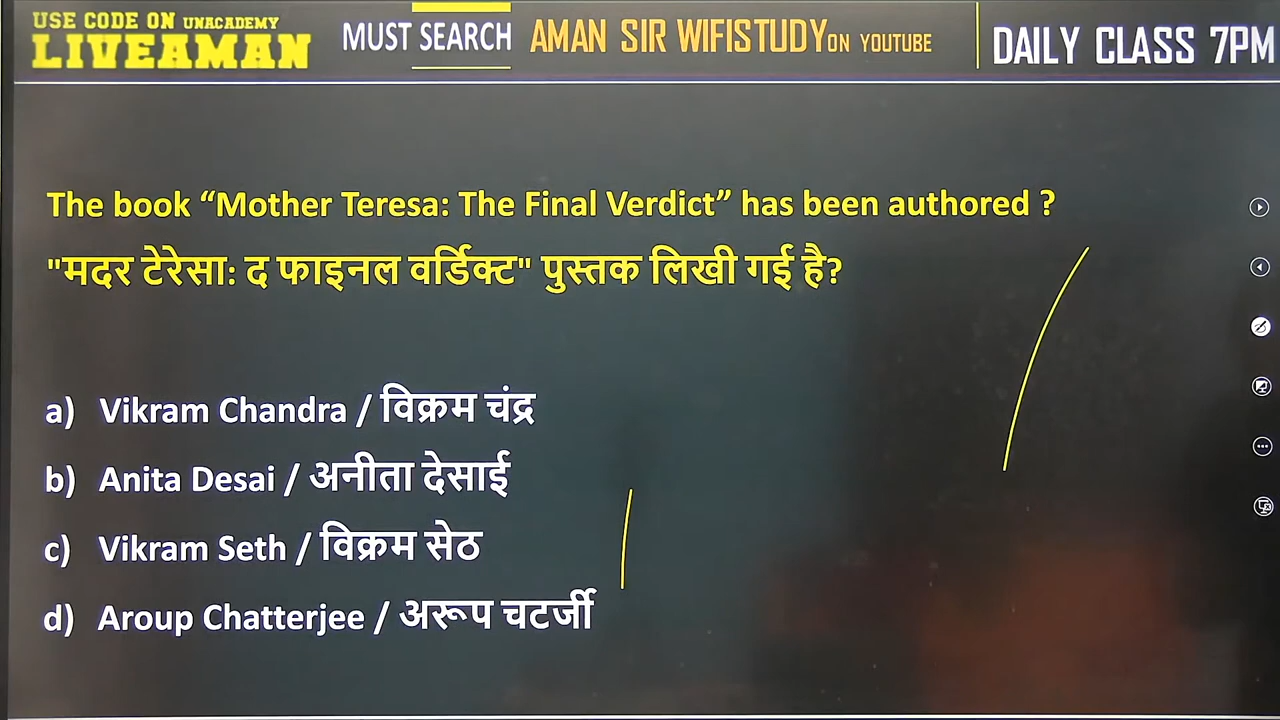 USE CODE ON UNACADEMY
LIVEAMAN
MUST SEARCH AMAN SIR WIFISTUDY ON YOUTUBE
DAILY CLASS 7PM
The book “Mother Teresa: The Final Verdict” has been authored ?
"मदर टेरेसा: द फाइनल वर्डिक्ट" पुस्तक लिखी गई है?
a) Vikram Chandra / विक्रम चंद्र
b) Anita Desai / अनीता देसाई
c) Vikram Seth / विक्रम सेठ
d) Aroup Chatterjee / अरूप चटर्जी